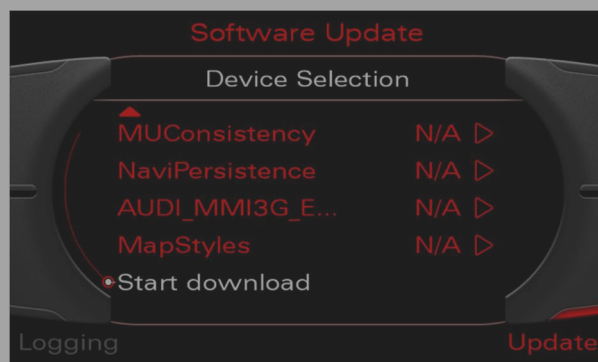 Software Update
Device Selection
MUConsistency N/A
NaviPersistence N/A
AUDI_MMI3G_E... N/A
MapStyles N/A
Start download
Logging Update